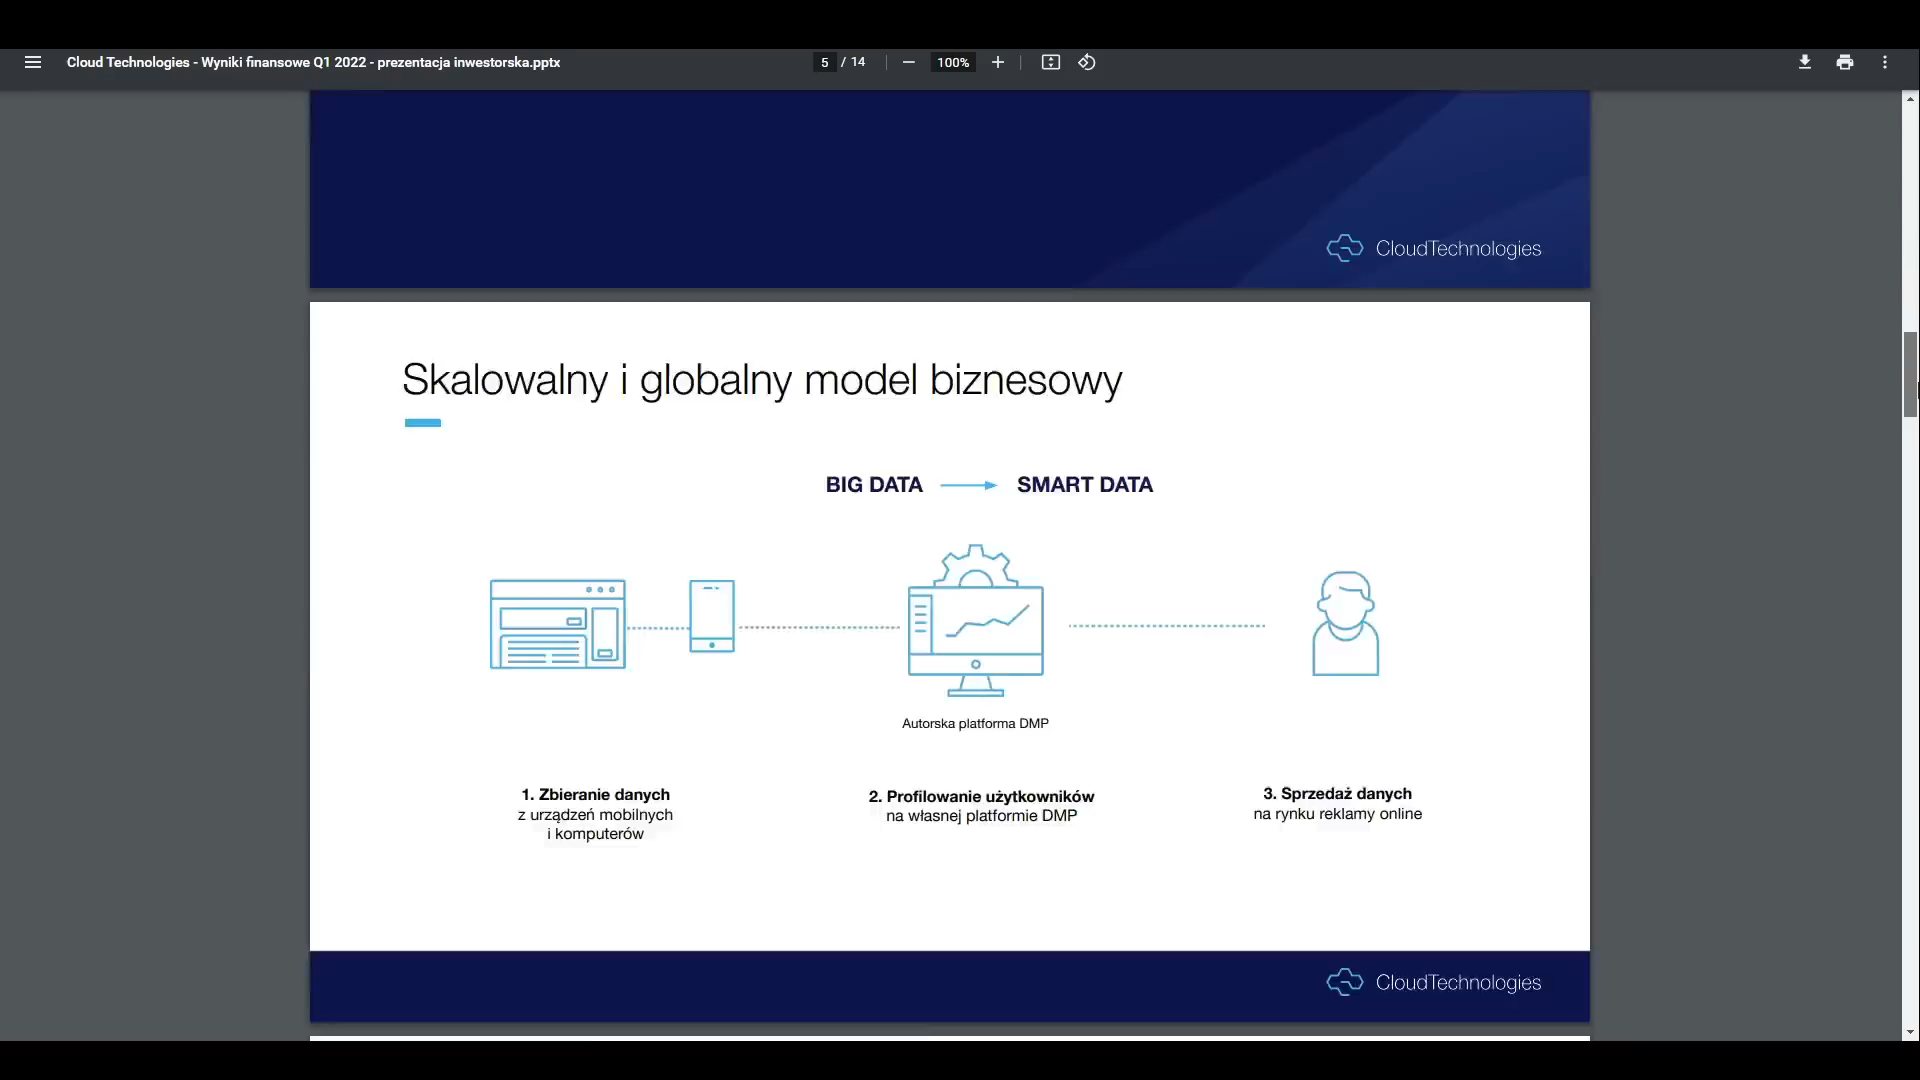 Cloud Technologies - Wyniki finansowe Q1 2022 - prezentacja inwestorska.pptx
5 / 14
100%
CloudTechnologies
Skalowalny i globalny model biznesowy
BIG DATA
SMART DATA
Autorska platforma DMP
1. Zbieranie danych
z urządzeń mobilnych
i komputerów
2. Profilowanie użytkowników
na własnej platformie DMP
3. Sprzedaż danych
na rynku reklamy online
CloudTechnologies